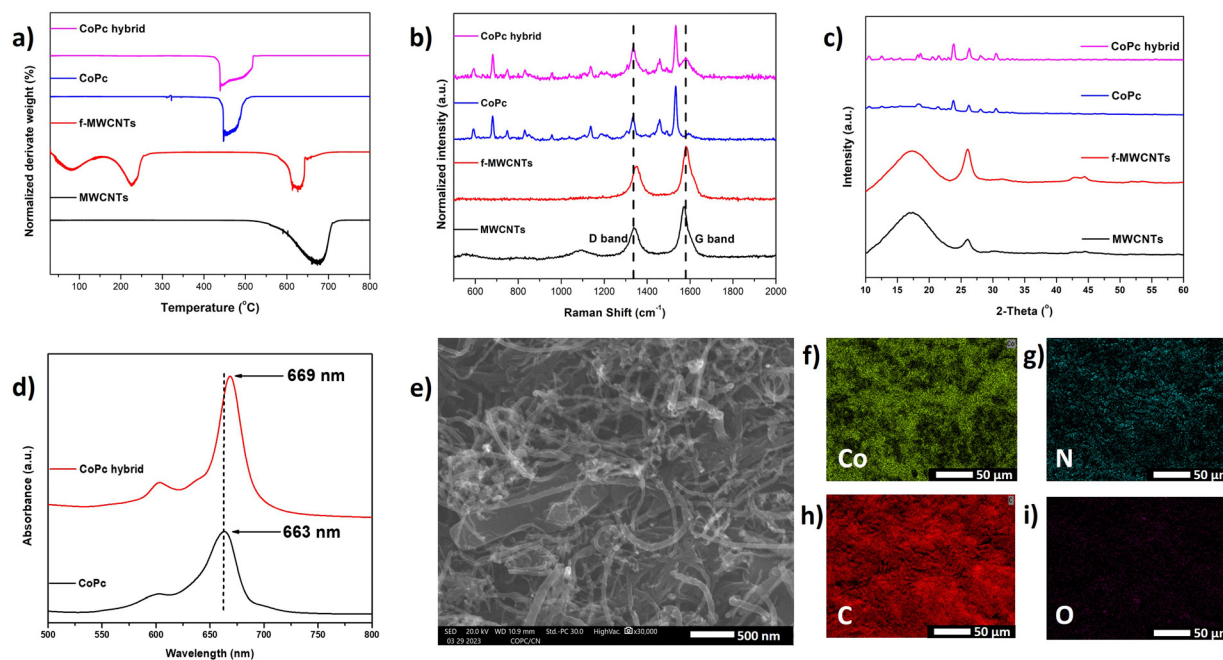 a)
CoPc hybrid
CoPc
f-MWCNTs
MWCNTs
Normalized derivate weight (%)
100 200 300 400 500 600 700 800
Temperature (°C)
b)
CoPc hybrid
CoPc
f-MWCNTs
MWCNTs
D band
G band
Normalized intensity (a.u.)
600 800 1000 1200 1400 1600 1800 2000
Raman Shift (cm-1)
c)
CoPc hybrid
CoPc
f-MWCNTs
MWCNTs
Intensity (a.u.)
10 15 20 25 30 35 40 45 50 55 60
2-Theta (°)
d)
669 nm
CoPc hybrid
663 nm
CoPc
Absorbance (a.u.)
500 550 600 650 700 750 800
Wavelength (nm)
e)
SED 20.0 kV WD 10.9 mm Std.-PC 30.0 HighVac. x30,000
03 29 2023 COPC/CN
500 nm
f)
Co
Co
50 µm
g)
N
50 µm
h)
C
50 µm
i)
O
50 µm